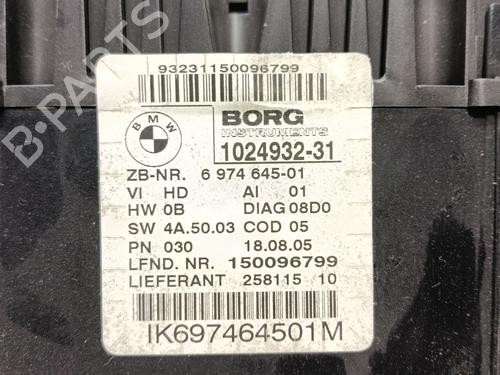 B-PARTS
93231150096799
BMW
BORG
INSTRUMENTS
1024932-31
ZB-NR. 6 974 645-01
VI HD AI 01
HW 0B DIAG 08D0
SW 4A.50.03 COD 05
PN 030 18.08.05
LFND. NR. 150096799
LIEFERANT 258115 10
IK697464501M